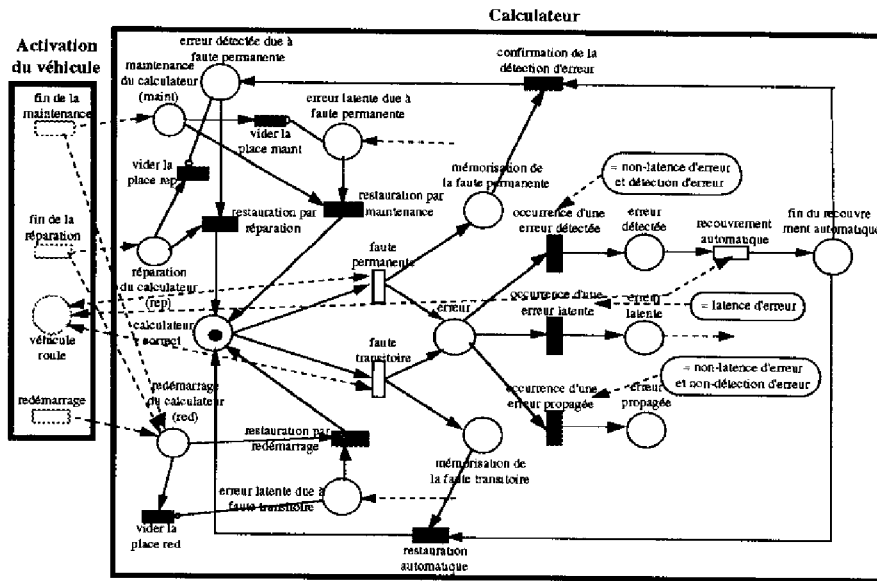 Calculateur
Activation
du véhicule
fin de la
maintenance
fin de la
réparation
véhicule
roule
redémarrage
maintenance
du calculateur
(maint)
erreur détectée due à
faute permanente
vider la
place maint
erreur latente due à
faute permanente
confirmation de la
détection d'erreur
vider la
place rep
restauration par
réparation
restauration par
maintenance
mémorisation de
la faute permanente
= non-latence d'erreur
et détection d'erreur
réparation
du calculateur
(rep)
faute
permanente
occurrence d'une
erreur détectée
erreur
détectée
recouvrement
automatique
fin du recouvre
ment automatique
calculateur
correct
erreur
occurrence d'une
erreur latente
erreur
latente
= latence d'erreur
faute
transitoire
= non-latence d'erreur
et non-détection d'erreur
redémarrage
du calculateur
(red)
occurrence d'une
erreur propagée
erreur
propagée
restauration par
redémarrage
mémorisation de
la faute transitoire
erreur latente due à
faute transitoire
vider la
place red
restauration
automatique